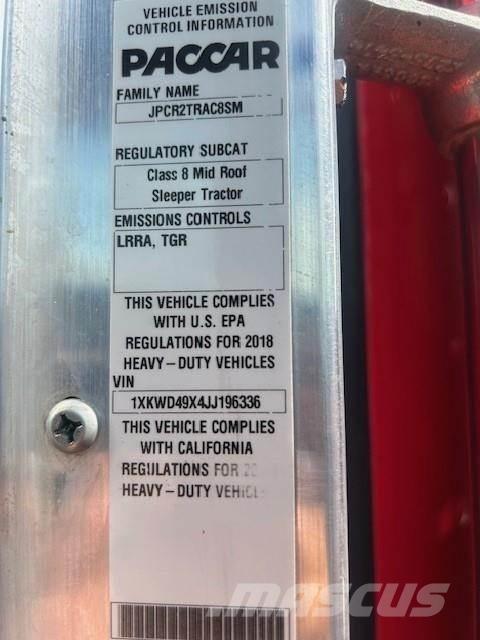 VEHICLE EMISSION
CONTROL INFORMATION
PACCAR
FAMILY NAME
JPCR2TRAC8SM
REGULATORY SUBCAT
Class 8 Mid Roof
Sleeper Tractor
EMISSIONS CONTROLS
LRRA, TGR
THIS VEHICLE COMPLIES
WITH U.S. EPA
REGULATIONS FOR 2018
HEAVY-DUTY VEHICLES
VIN
1XKWD49X4JJ196336
THIS VEHICLE COMPLIES
WITH CALIFORNIA
REGULATIONS FOR
HEAVY-DUTY
MASCUS